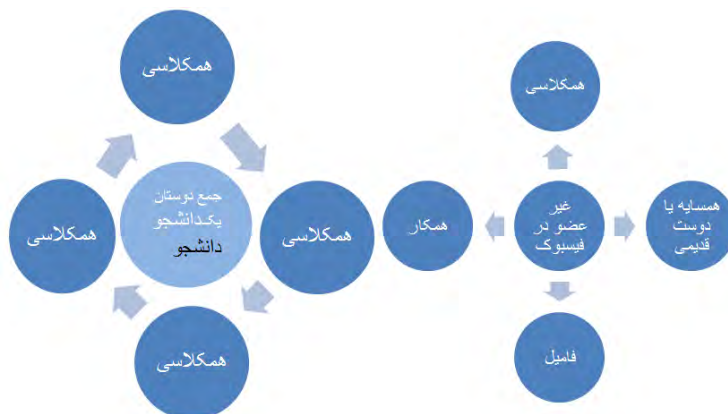 همکلاسی
همکلاسی
جمع دوستان
یک‌دانشجو
دانشجو
همکلاسی
همکلاسی
همکلاسی
همسایه یا
دوست
قدیمی
غیر
عضو در
فیسبوک
همکار
فامیل